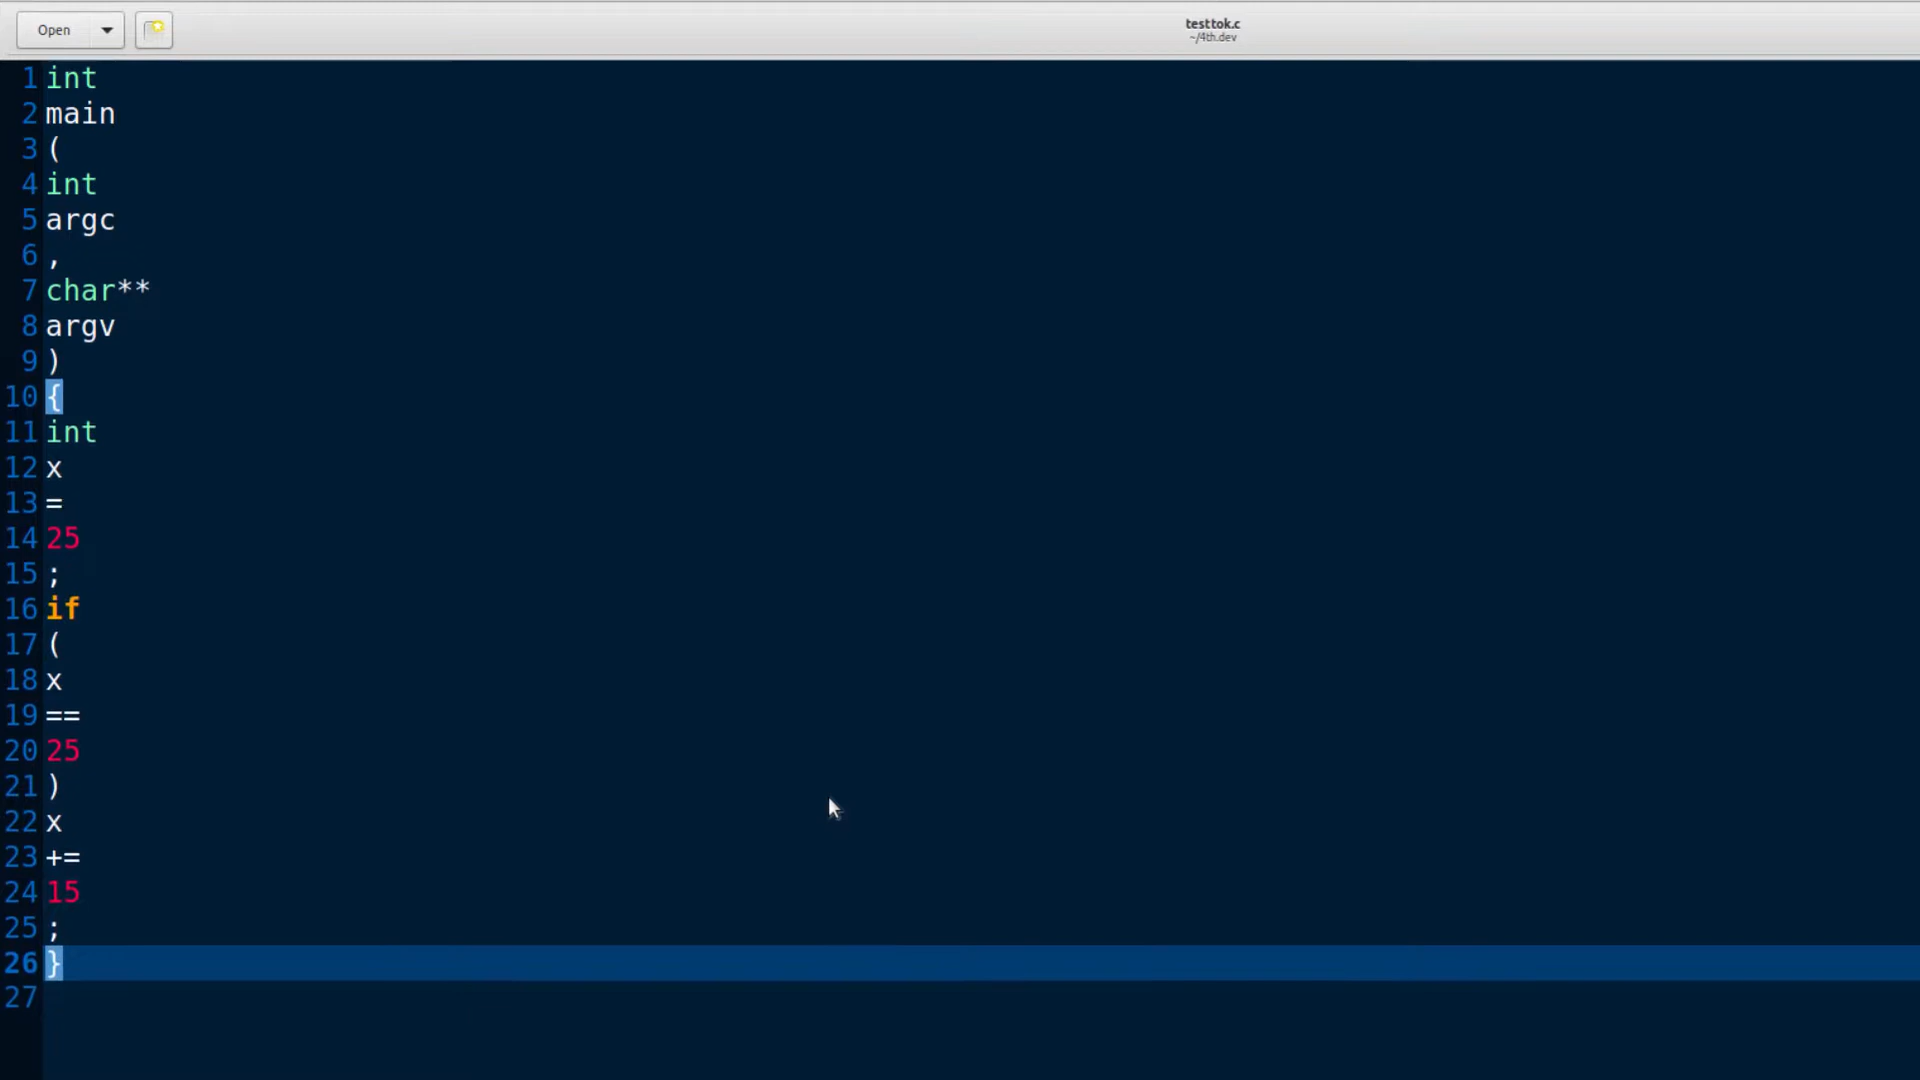 Open
testtok.c
~/4th.dev
1 int
2 main
3 (
4 int
5 argc
6 ,
7 char**
8 argv
9 )
10 {
11 int
12 x
13 =
14 25
15 ;
16 if
17 (
18 x
19 ==
20 25
21 )
22 x
23 +=
24 15
25 ;
26 }
27